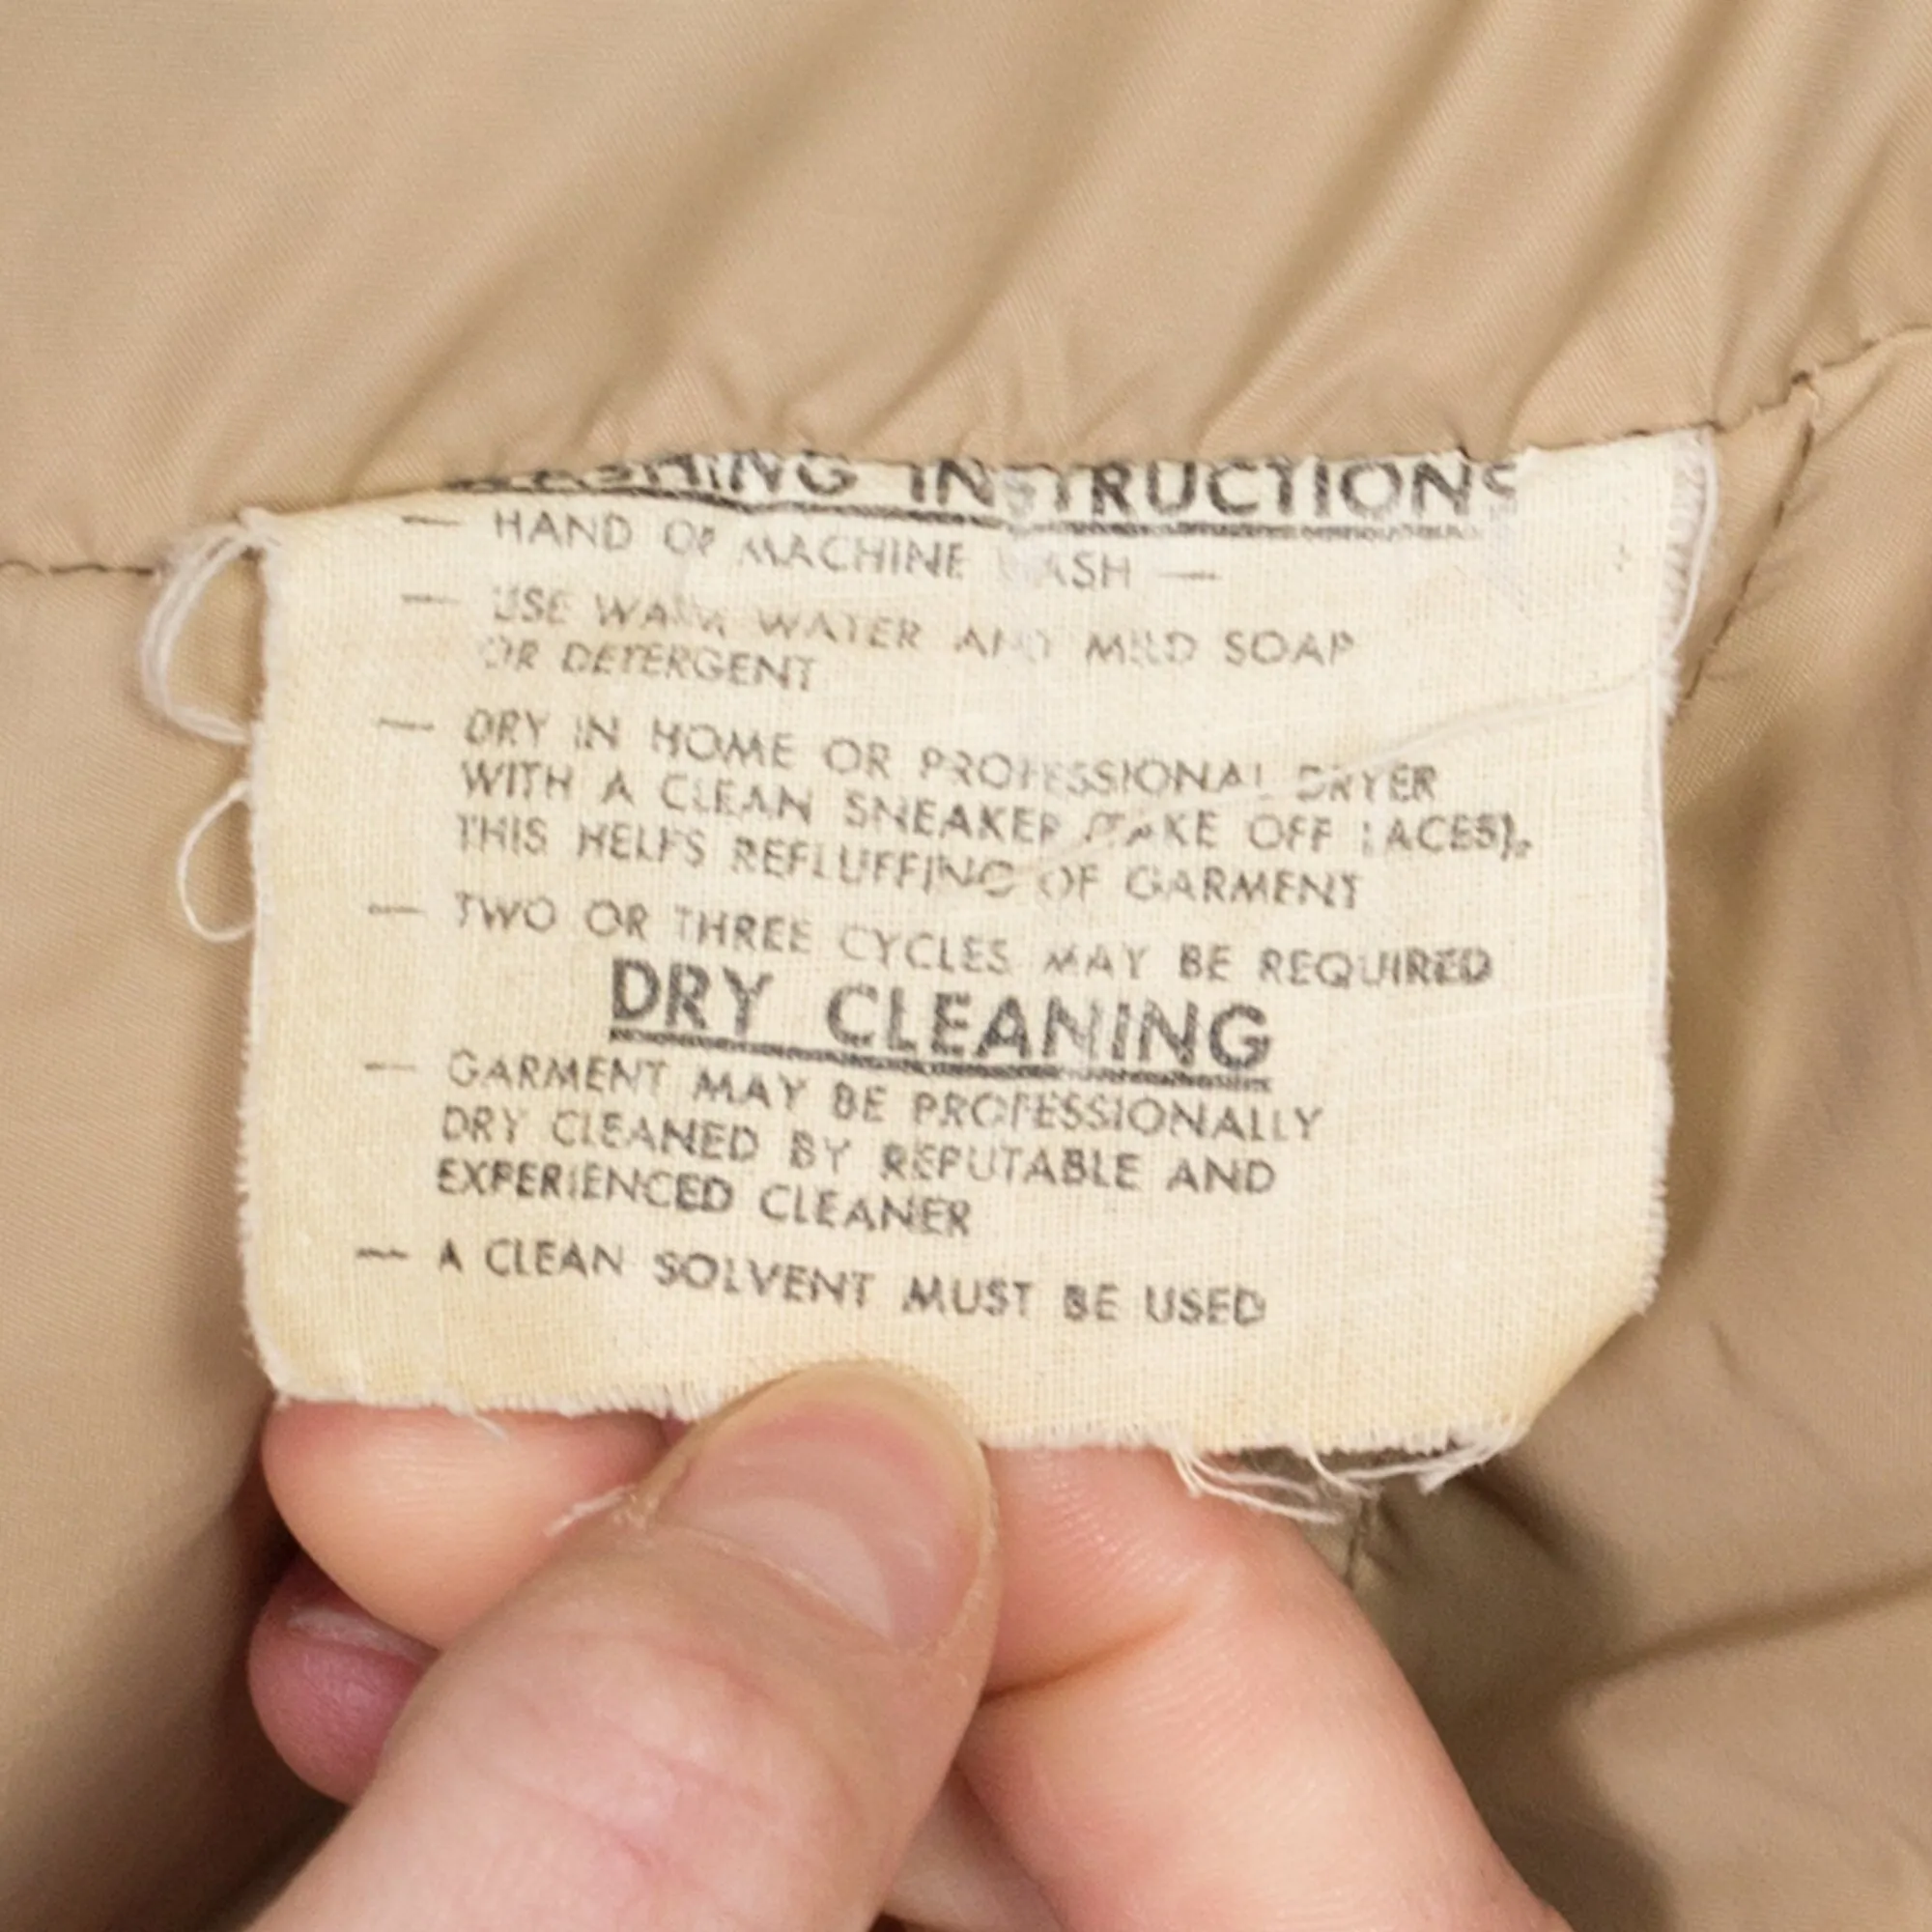 WASHING INSTRUCTIONS
— HAND OR MACHINE WASH —
— USE WARM WATER AND MILD SOAP
OR DETERGENT
— DRY IN HOME OR PROFESSIONAL DRYER
WITH A CLEAN SNEAKER (TAKE OFF LACES).
THIS HELPS REFLUFFING OF GARMENT
— TWO OR THREE CYCLES MAY BE REQUIRED
DRY CLEANING
— GARMENT MAY BE PROFESSIONALLY
DRY CLEANED BY REPUTABLE AND
EXPERIENCED CLEANER
— A CLEAN SOLVENT MUST BE USED